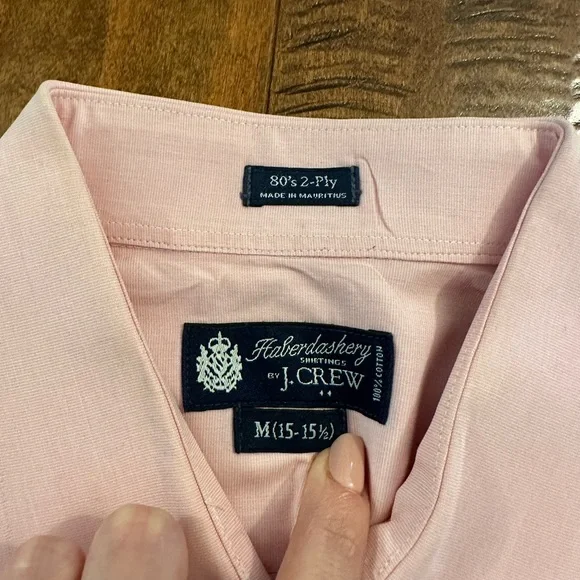 80's 2-Ply
MADE IN MAURITIUS
Haberdashery
SHIRTINGS
BY J.CREW
100% COTTON
M(15-15½)